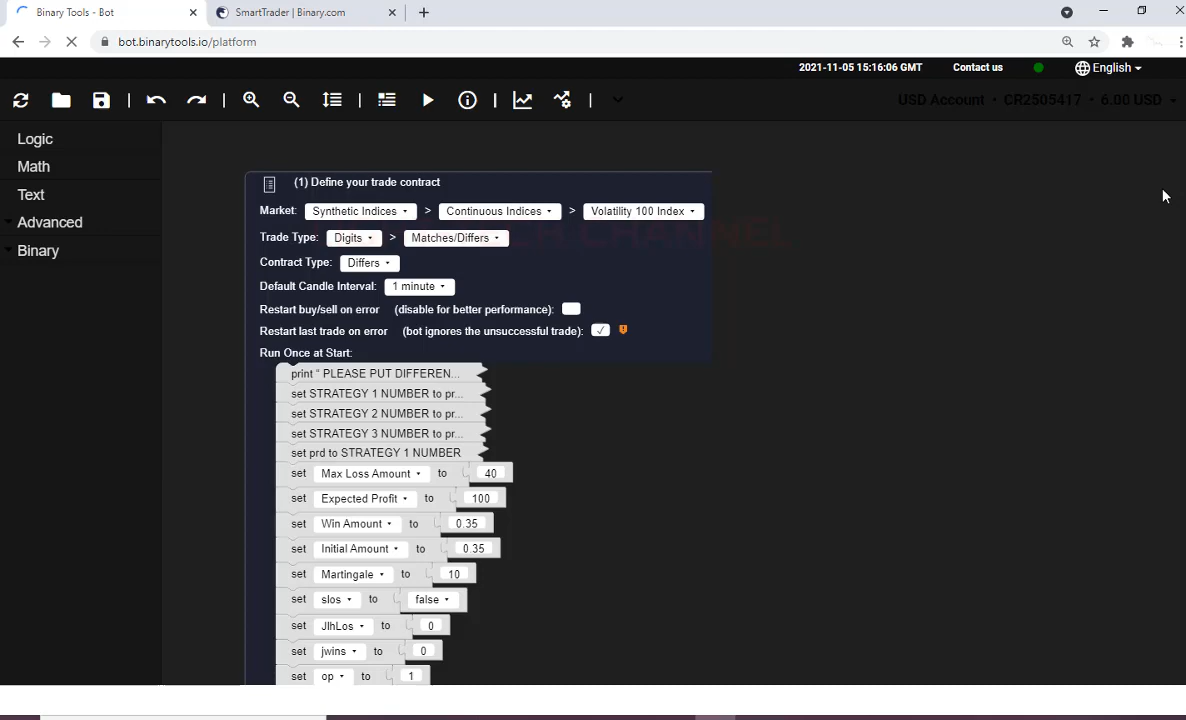 Binary Tools - Bot
SmartTrader | Binary.com
bot.binarytools.io/platform
2021-11-05 15:16:06 GMT Contact us English
USD Account • CR2505417 • 6.00 USD
Logic
Math
Text
Advanced
Binary
(1) Define your trade contract
Market: Synthetic Indices > Continuous Indices > Volatility 100 Index
Trade Type: Digits > Matches/Differs
CHANNEL
Contract Type: Differs
Default Candle Interval: 1 minute
Restart buy/sell on error (disable for better performance):
Restart last trade on error (bot ignores the unsuccessful trade): ✓
Run Once at Start:
print “ PLEASE PUT DIFFEREN...
set STRATEGY 1 NUMBER to pr...
set STRATEGY 2 NUMBER to pr...
set STRATEGY 3 NUMBER to pr...
set prd to STRATEGY 1 NUMBER
set Max Loss Amount to 40
set Expected Profit to 100
set Win Amount to 0.35
set Initial Amount to 0.35
set Martingale to 10
set slos to false
set JlhLos to 0
set jwins to 0
set op to 1